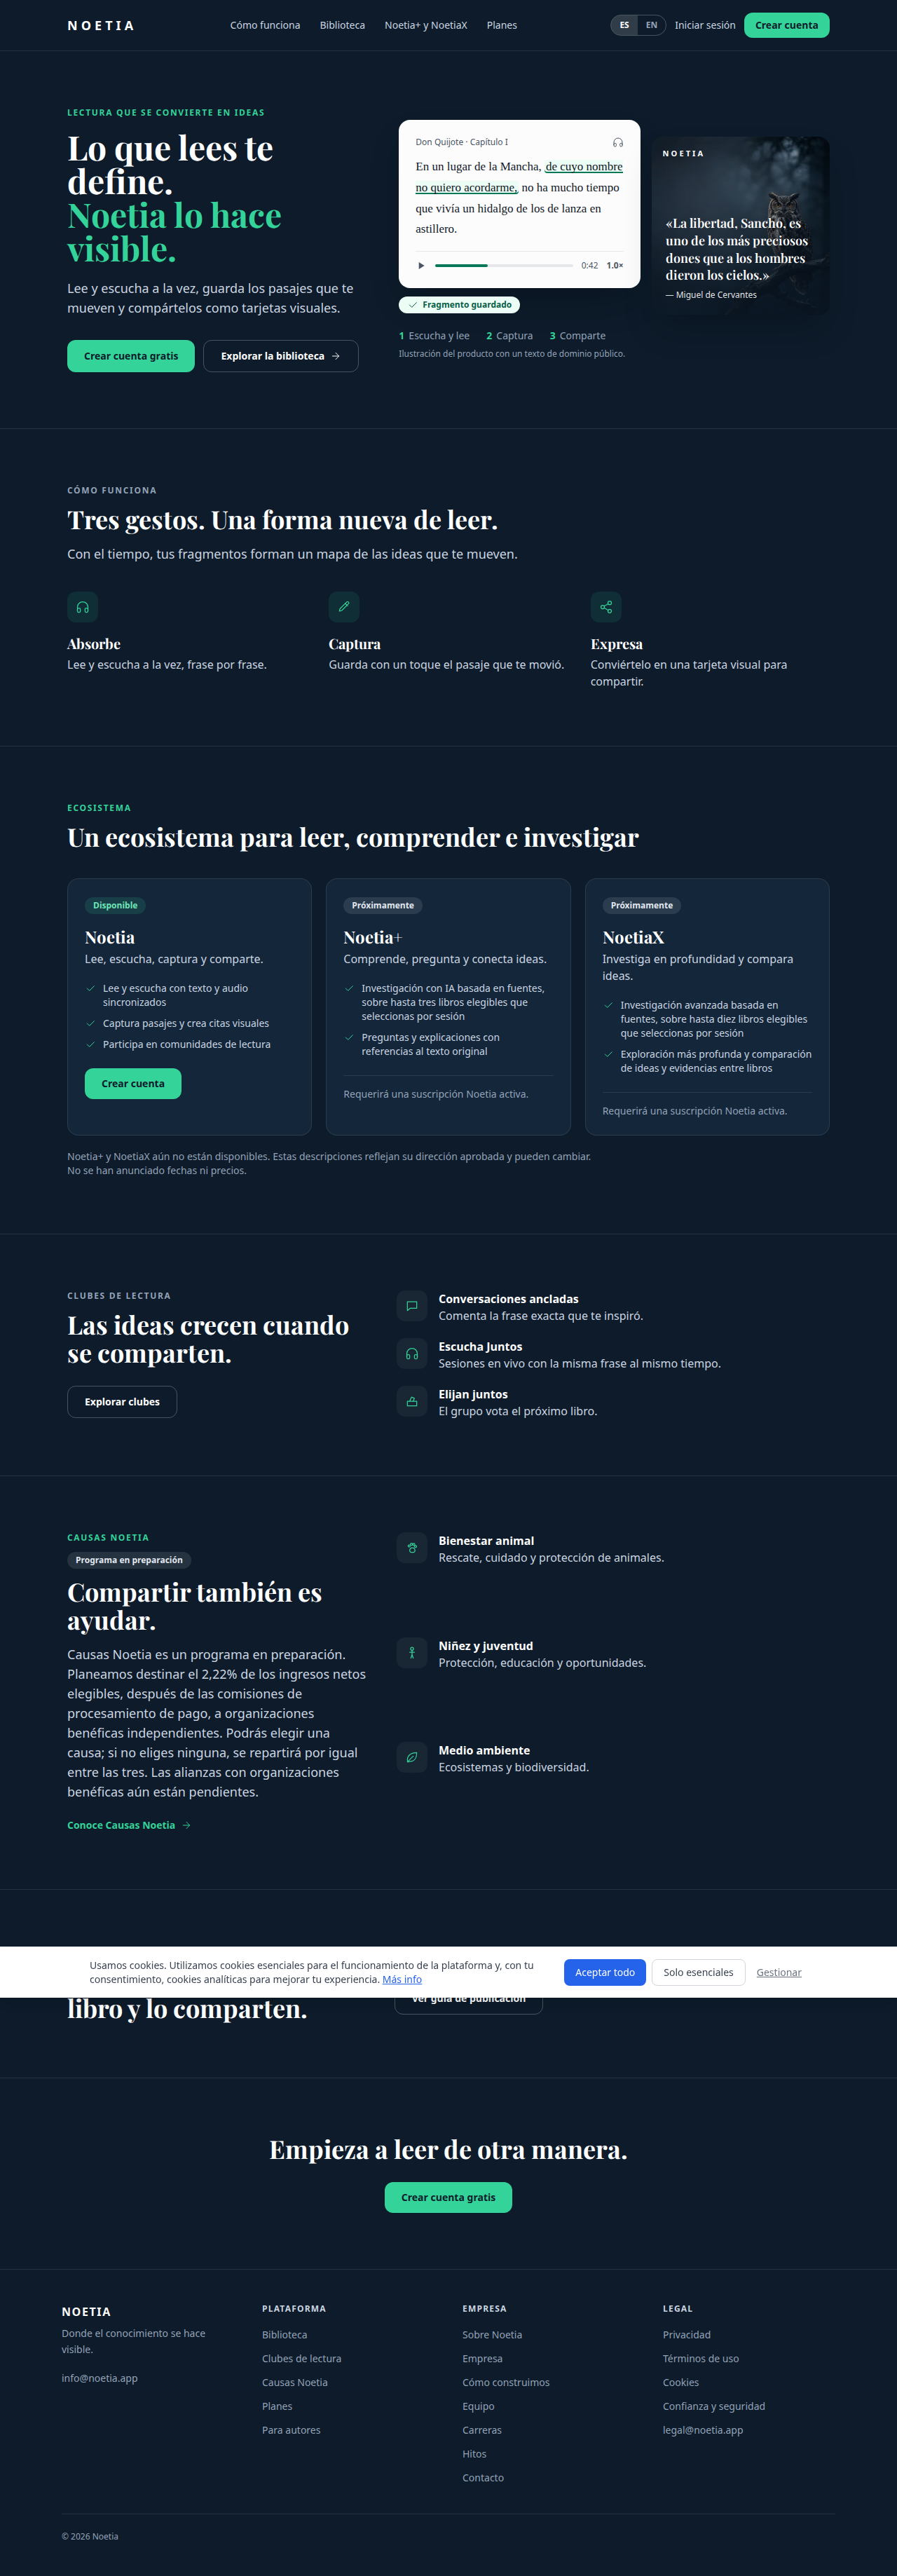 NOETIA
Cómo funciona
Biblioteca
Noetia+ y NoetiaX
Planes
ES
EN
Iniciar sesión
Crear cuenta
LECTURA QUE SE CONVIERTE EN IDEAS
Lo que lees te
define.
Noetia lo hace
visible.
Lee y escucha a la vez, guarda los pasajes que te
mueven y compártelos como tarjetas visuales.
Crear cuenta gratis
Explorar la biblioteca →
Don Quijote · Capítulo I
En un lugar de la Mancha, de cuyo nombre
no quiero acordarme, no ha mucho tiempo
que vivía un hidalgo de los de lanza en
astillero.
0:42 1.0×
Fragmento guardado
1 Escucha y lee
2 Captura
3 Comparte
Ilustración del producto con un texto de dominio público.
NOETIA
«La libertad, Sancho, es
uno de los más preciosos
dones que a los hombres
dieron los cielos.»
— Miguel de Cervantes
CÓMO FUNCIONA
Tres gestos. Una forma nueva de leer.
Con el tiempo, tus fragmentos forman un mapa de las ideas que te mueven.
Absorbe
Lee y escucha a la vez, frase por frase.
Captura
Guarda con un toque el pasaje que te movió.
Expresa
Conviértelo en una tarjeta visual para
compartir.
ECOSISTEMA
Un ecosistema para leer, comprender e investigar
Disponible
Noetia
Lee, escucha, captura y comparte.
Lee y escucha con texto y audio
sincronizados
Captura pasajes y crea citas visuales
Participa en comunidades de lectura
Crear cuenta
Próximamente
Noetia+
Comprende, pregunta y conecta ideas.
Investigación con IA basada en fuentes,
sobre hasta tres libros elegibles que
seleccionas por sesión
Preguntas y explicaciones con
referencias al texto original
Requerirá una suscripción Noetia activa.
Próximamente
NoetiaX
Investiga en profundidad y compara
ideas.
Investigación avanzada basada en
fuentes, sobre hasta diez libros elegibles
que seleccionas por sesión
Exploración más profunda y comparación
de ideas y evidencias entre libros
Requerirá una suscripción Noetia activa.
Noetia+ y NoetiaX aún no están disponibles. Estas descripciones reflejan su dirección aprobada y pueden cambiar.
No se han anunciado fechas ni precios.
CLUBES DE LECTURA
Las ideas crecen cuando
se comparten.
Explorar clubes
Conversaciones ancladas
Comenta la frase exacta que te inspiró.
Escucha Juntos
Sesiones en vivo con la misma frase al mismo tiempo.
Elijan juntos
El grupo vota el próximo libro.
CAUSAS NOETIA
Programa en preparación
Compartir también es
ayudar.
Causas Noetia es un programa en preparación.
Planeamos destinar el 2,22% de los ingresos netos
elegibles, después de las comisiones de
procesamiento de pago, a organizaciones
benéficas independientes. Podrás elegir una
causa; si no eliges ninguna, se repartirá por igual
entre las tres. Las alianzas con organizaciones
benéficas aún están pendientes.
Conoce Causas Noetia →
Bienestar animal
Rescate, cuidado y protección de animales.
Niñez y juventud
Protección, educación y oportunidades.
Medio ambiente
Ecosistemas y biodiversidad.
Usamos cookies. Utilizamos cookies esenciales para el funcionamiento de la plataforma y, con tu
consentimiento, cookies analíticas para mejorar tu experiencia. Más info
Aceptar todo
Solo esenciales
Gestionar
libro y lo comparten.
Ver guía de publicación
Empieza a leer de otra manera.
Crear cuenta gratis
NOETIA
Donde el conocimiento se hace
visible.
info@noetia.app
PLATAFORMA
Biblioteca
Clubes de lectura
Causas Noetia
Planes
Para autores
EMPRESA
Sobre Noetia
Empresa
Cómo construimos
Equipo
Carreras
Hitos
Contacto
LEGAL
Privacidad
Términos de uso
Cookies
Confianza y seguridad
legal@noetia.app
© 2026 Noetia